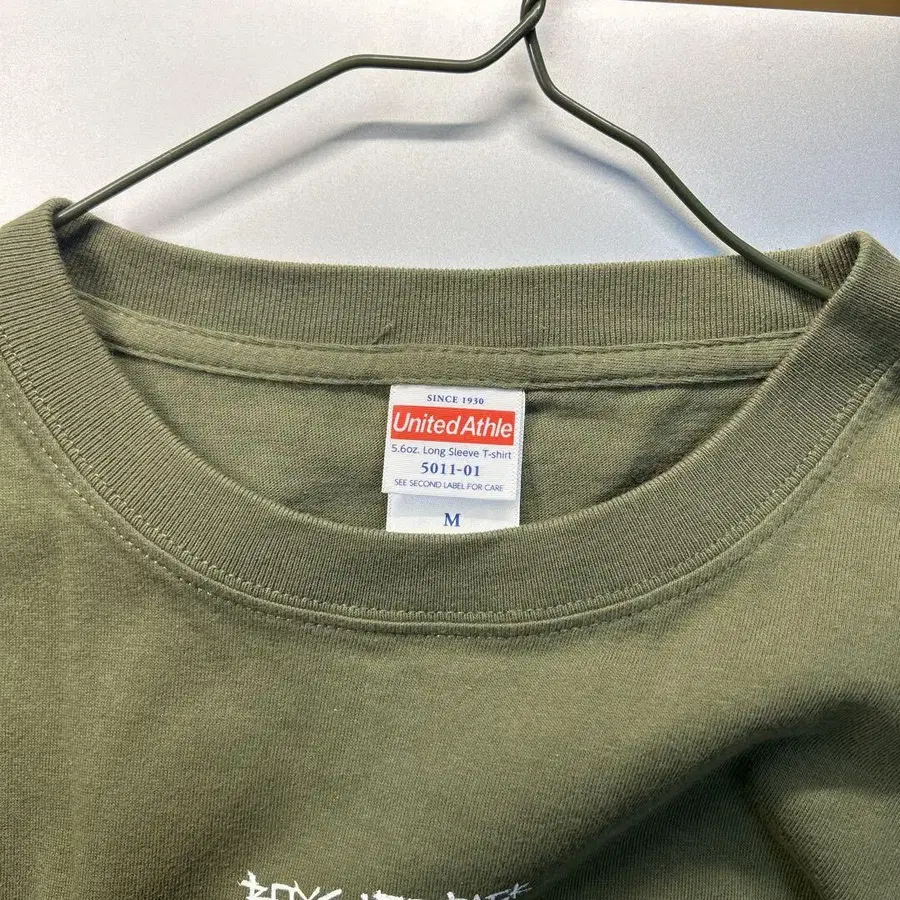 SINCE 1930
United Athle
5.6oz. Long Sleeve T-shirt
5011-01
SEE SECOND LABEL FOR CARE
M